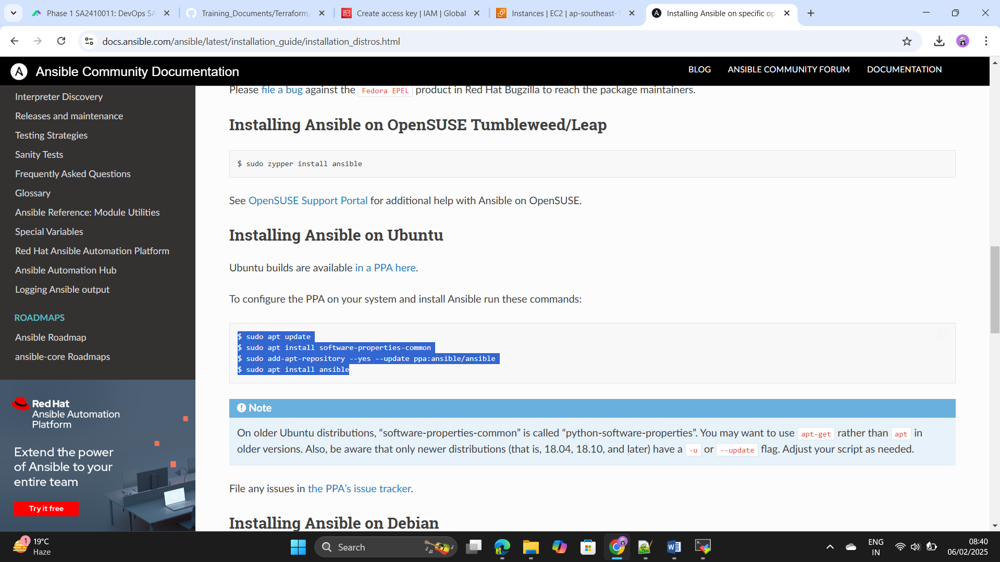 Phase 1 SA2410011: DevOps SA
Training_Documents/Terraform/
Create access key | IAM | Global
Instances | EC2 | ap-southeast-1
Installing Ansible on specific op
docs.ansible.com/ansible/latest/installation_guide/installation_distros.html
Ansible Community Documentation
BLOG
ANSIBLE COMMUNITY FORUM
DOCUMENTATION
Interpreter Discovery
Releases and maintenance
Testing Strategies
Sanity Tests
Frequently Asked Questions
Glossary
Ansible Reference: Module Utilities
Special Variables
Red Hat Ansible Automation Platform
Ansible Automation Hub
Logging Ansible output
ROADMAPS
Ansible Roadmap
ansible-core Roadmaps
Red Hat
Ansible Automation
Platform
Extend the power
of Ansible to your
entire team
Try it free
Please file a bug against the Fedora EPEL product in Red Hat Bugzilla to reach the package maintainers.
Installing Ansible on OpenSUSE Tumbleweed/Leap
$ sudo zypper install ansible
See OpenSUSE Support Portal for additional help with Ansible on OpenSUSE.
Installing Ansible on Ubuntu
Ubuntu builds are available in a PPA here.
To configure the PPA on your system and install Ansible run these commands:
$ sudo apt update
$ sudo apt install software-properties-common
$ sudo add-apt-repository --yes --update ppa:ansible/ansible
$ sudo apt install ansible
Note
On older Ubuntu distributions, “software-properties-common” is called “python-software-properties”. You may want to use apt-get rather than apt in
older versions. Also, be aware that only newer distributions (that is, 18.04, 18.10, and later) have a -u or --update flag. Adjust your script as needed.
File any issues in the PPA’s issue tracker.
Installing Ansible on Debian
1
19°C
Haze
Search
ENG
IN
08:40
06/02/2025